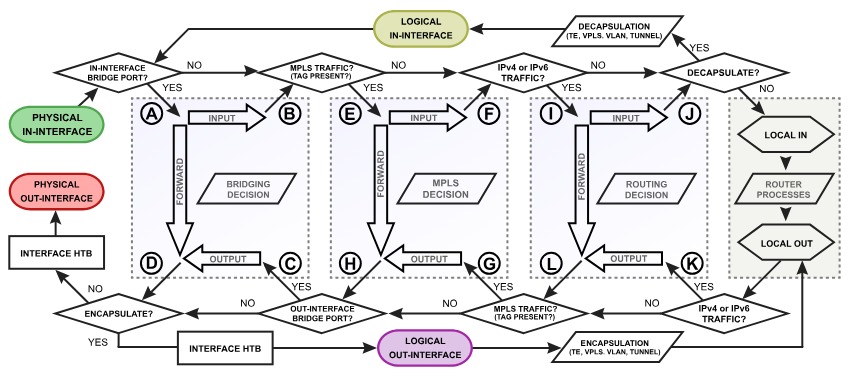 LOGICAL
IN-INTERFACE
DECAPSULATION
(TE, VPLS. VLAN, TUNNEL)
YES
IN-INTERFACE
BRIDGE PORT?
NO
MPLS TRAFFIC?
(TAG PRESENT?)
NO
IPv4 or IPv6
TRAFFIC?
NO
DECAPSULATE?
YES
YES
YES
NO
PHYSICAL
IN-INTERFACE
A
INPUT
B
E
INPUT
F
I
INPUT
J
LOCAL IN
FORWARD
BRIDGING
DECISION
FORWARD
MPLS
DECISION
FORWARD
ROUTING
DECISION
ROUTER
PROCESSES
PHYSICAL
OUT-INTERFACE
INTERFACE HTB
D
OUTPUT
C
H
OUTPUT
G
L
OUTPUT
K
LOCAL OUT
NO
YES
YES
YES
ENCAPSULATE?
NO
OUT-INTERFACE
BRIDGE PORT?
NO
MPLS TRAFFIC?
(TAG PRESENT?)
NO
IPv4 or IPv6
TRAFFIC?
YES
INTERFACE HTB
LOGICAL
OUT-INTERFACE
ENCAPSULATION
(TE, VPLS. VLAN, TUNNEL)